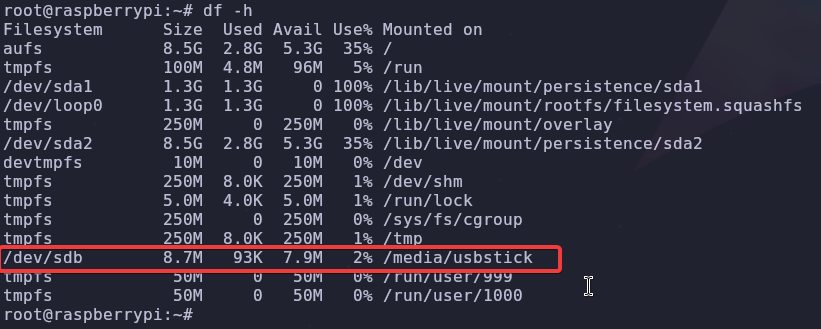 root@raspberrypi:~# df -h
Filesystem      Size  Used Avail Use% Mounted on
aufs            8.5G  2.8G  5.3G  35% /
tmpfs           100M  4.8M   96M   5% /run
/dev/sda1       1.3G  1.3G     0 100% /lib/live/mount/persistence/sda1
/dev/loop0      1.3G  1.3G     0 100% /lib/live/mount/rootfs/filesystem.squashfs
tmpfs           250M     0  250M   0% /lib/live/mount/overlay
/dev/sda2       8.5G  2.8G  5.3G  35% /lib/live/mount/persistence/sda2
devtmpfs         10M     0   10M   0% /dev
tmpfs           250M  8.0K  250M   1% /dev/shm
tmpfs           5.0M  4.0K  5.0M   1% /run/lock
tmpfs           250M     0  250M   0% /sys/fs/cgroup
tmpfs           250M  8.0K  250M   1% /tmp
/dev/sdb        8.7M   93K  7.9M   2% /media/usbstick
tmpfs            50M     0   50M   0% /run/user/999
tmpfs            50M     0   50M   0% /run/user/1000
root@raspberrypi:~#